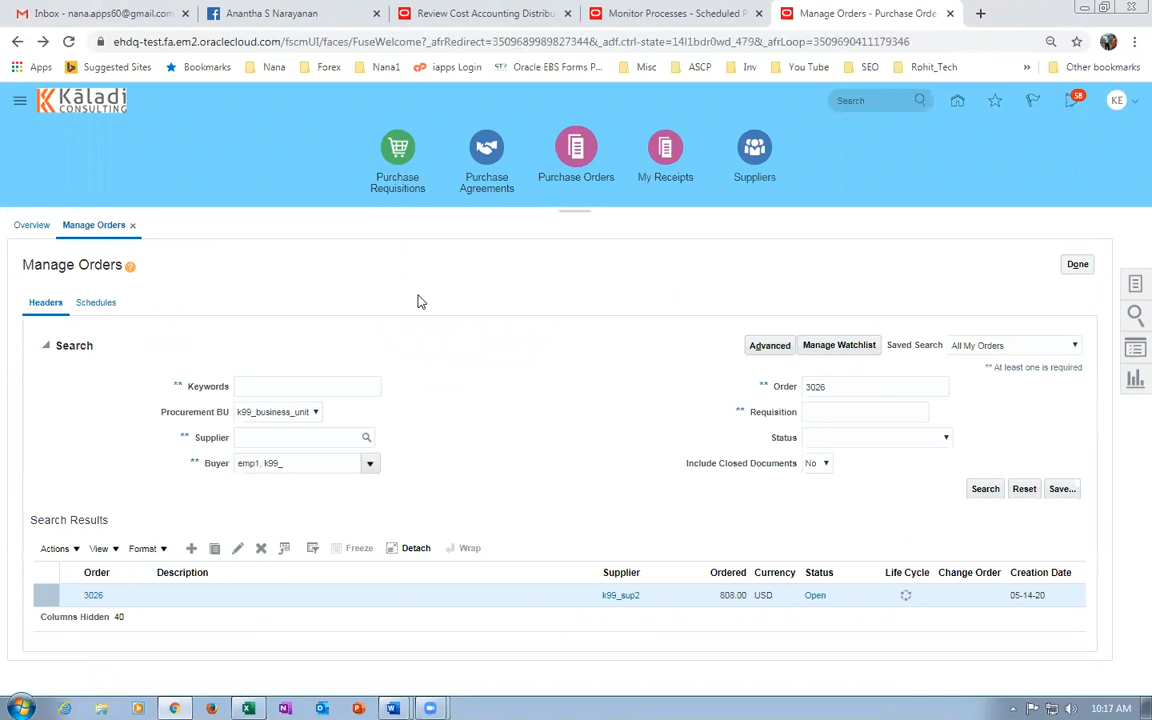 Inbox - nana.apps60@gmail.com
Anantha S Narayanan
Review Cost Accounting Distribu
Monitor Processes - Scheduled P
Manage Orders - Purchase Orde
ehdq-test.fa.em2.oraclecloud.com/fscmUI/faces/FuseWelcome?_afrRedirect=3509689989827344&_adf.ctrl-state=14l1bdr0wd_479&_afrLoop=3509690411179346
Apps Suggested Sites Bookmarks Nana Forex Nana1 iapps Login Oracle EBS Forms P... Misc ASCP Inv You Tube SEO Rohit_Tech » Other bookmarks
Kāladi
CONSULTING
Search
58
KE
Purchase Requisitions
Purchase Agreements
Purchase Orders
My Receipts
Suppliers
Overview Manage Orders
Manage Orders
Done
Headers Schedules
Search
Advanced Manage Watchlist Saved Search All My Orders
** At least one is required
** Keywords
** Order 3026
Procurement BU k99_business_unit
** Requisition
** Supplier
Status
** Buyer emp1, k99_
Include Closed Documents No
Search Reset Save...
Search Results
Actions View Format Freeze Detach Wrap
Order Description Supplier Ordered Currency Status Life Cycle Change Order Creation Date
3026 k99_sup2 808.00 USD Open 05-14-20
Columns Hidden 40
10:17 AM